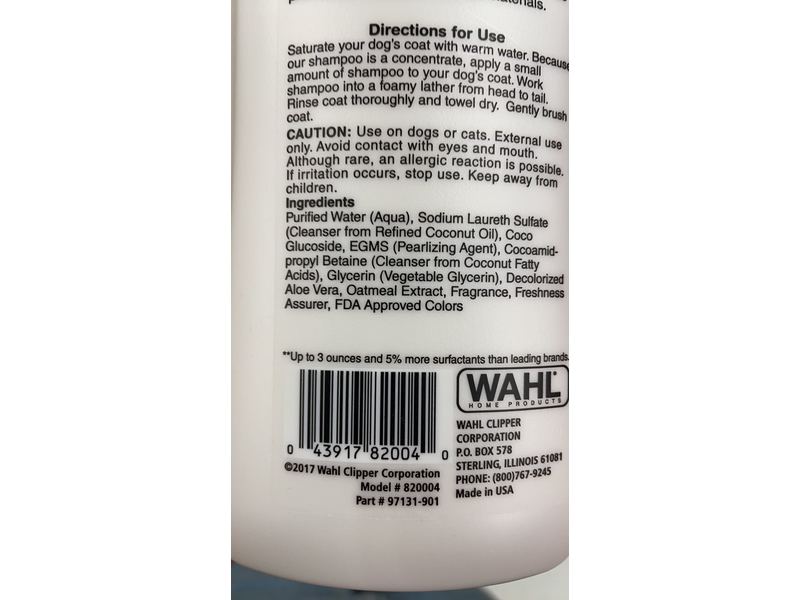 Directions for Use
Saturate your dog's coat with warm water. Because
our shampoo is a concentrate, apply a small
amount of shampoo to your dog's coat. Work
shampoo into a foamy lather from head to tail.
Rinse coat thoroughly and towel dry. Gently brush
coat.
CAUTION: Use on dogs or cats. External use
only. Avoid contact with eyes and mouth.
Although rare, an allergic reaction is possible.
If irritation occurs, stop use. Keep away from
children.
Ingredients
Purified Water (Aqua), Sodium Laureth Sulfate
(Cleanser from Refined Coconut Oil), Coco
Glucoside, EGMS (Pearlizing Agent), Cocoamid-
propyl Betaine (Cleanser from Coconut Fatty
Acids), Glycerin (Vegetable Glycerin), Decolorized
Aloe Vera, Oatmeal Extract, Fragrance, Freshness
Assurer, FDA Approved Colors
**Up to 3 ounces and 5% more surfactants than leading brands.
0 43917 82004 0
©2017 Wahl Clipper Corporation
Model # 820004
Part # 97131-901
WAHL®
HOME PRODUCTS
WAHL CLIPPER
CORPORATION
P.O. BOX 578
STERLING, ILLINOIS 61081
PHONE: (800)767-9245
Made in USA